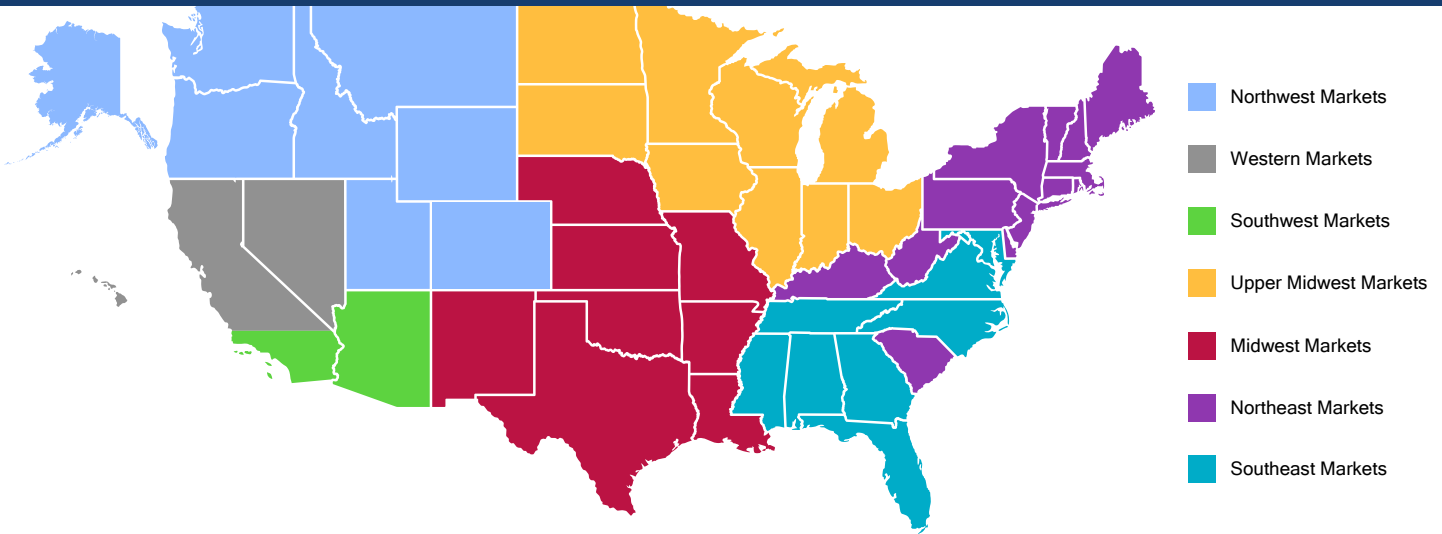 Northwest Markets
Western Markets
Southwest Markets
Upper Midwest Markets
Midwest Markets
Northeast Markets
Southeast Markets